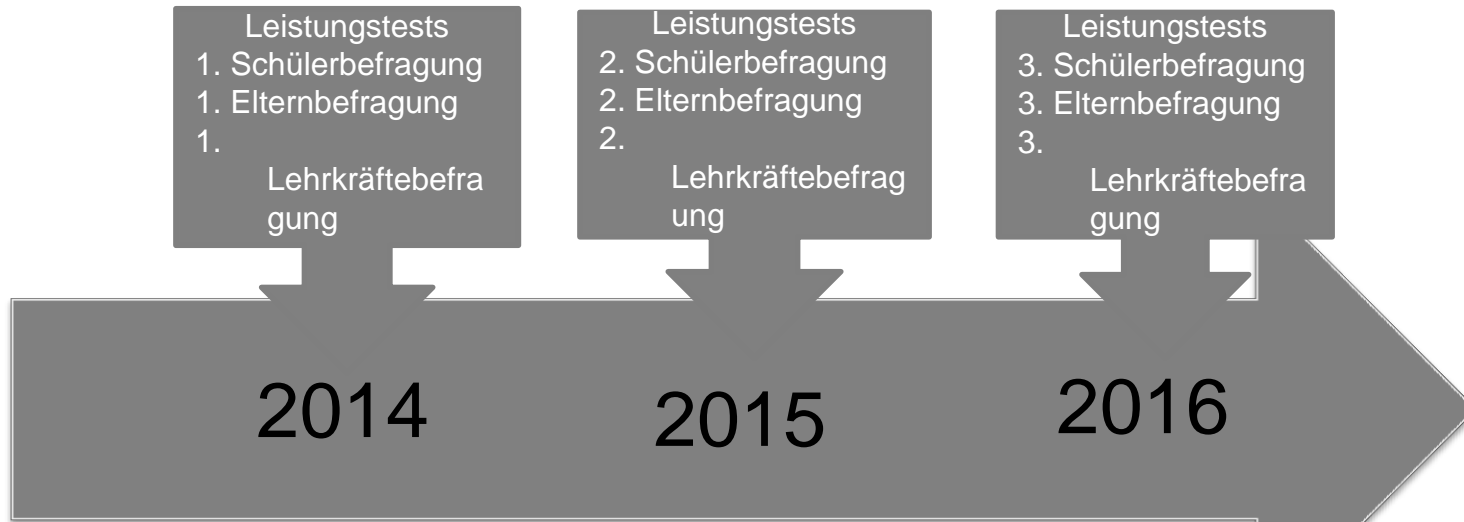 Leistungstests
1. Schülerbefragung
1. Elternbefragung
1.
Lehrkräftebefra
gung
Leistungstests
2. Schülerbefragung
2. Elternbefragung
2.
Lehrkräftebefrag
ung
Leistungstests
3. Schülerbefragung
3. Elternbefragung
3.
Lehrkräftebefra
gung
2014
2015
2016